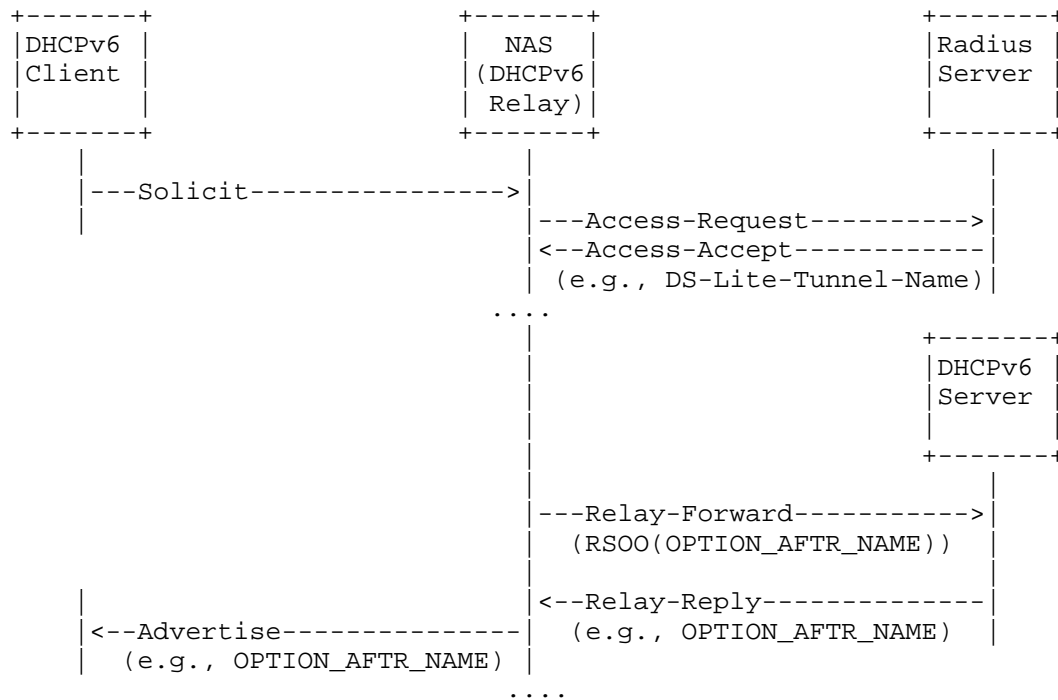 +-------+ +-------+ +-------+
|DHCPv6 | | NAS | |Radius |
|Client | |(DHCPv6| |Server |
| | | Relay)| | |
+-------+ +-------+ +-------+
| | |
|---Solicit---------------->| |
| |---Access-Request---------->|
|<--Access-Accept------------|
| (e.g., DS-Lite-Tunnel-Name)|
....
| +-------+
| |DHCPv6 |
| |Server |
| | |
| +-------+
| |
|---Relay-Forward----------->|
| (RSOO(OPTION_AFTR_NAME)) |
| |
| |<--Relay-Reply--------------|
|<--Advertise---------------| (e.g., OPTION_AFTR_NAME) |
| (e.g., OPTION_AFTR_NAME) |
....